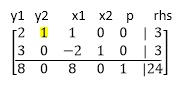 y1 y2 x1 x2 p rhs
2 1 1 0 0 | 3
3 0 -2 1 0 | 3
8 0 8 0 1 |24